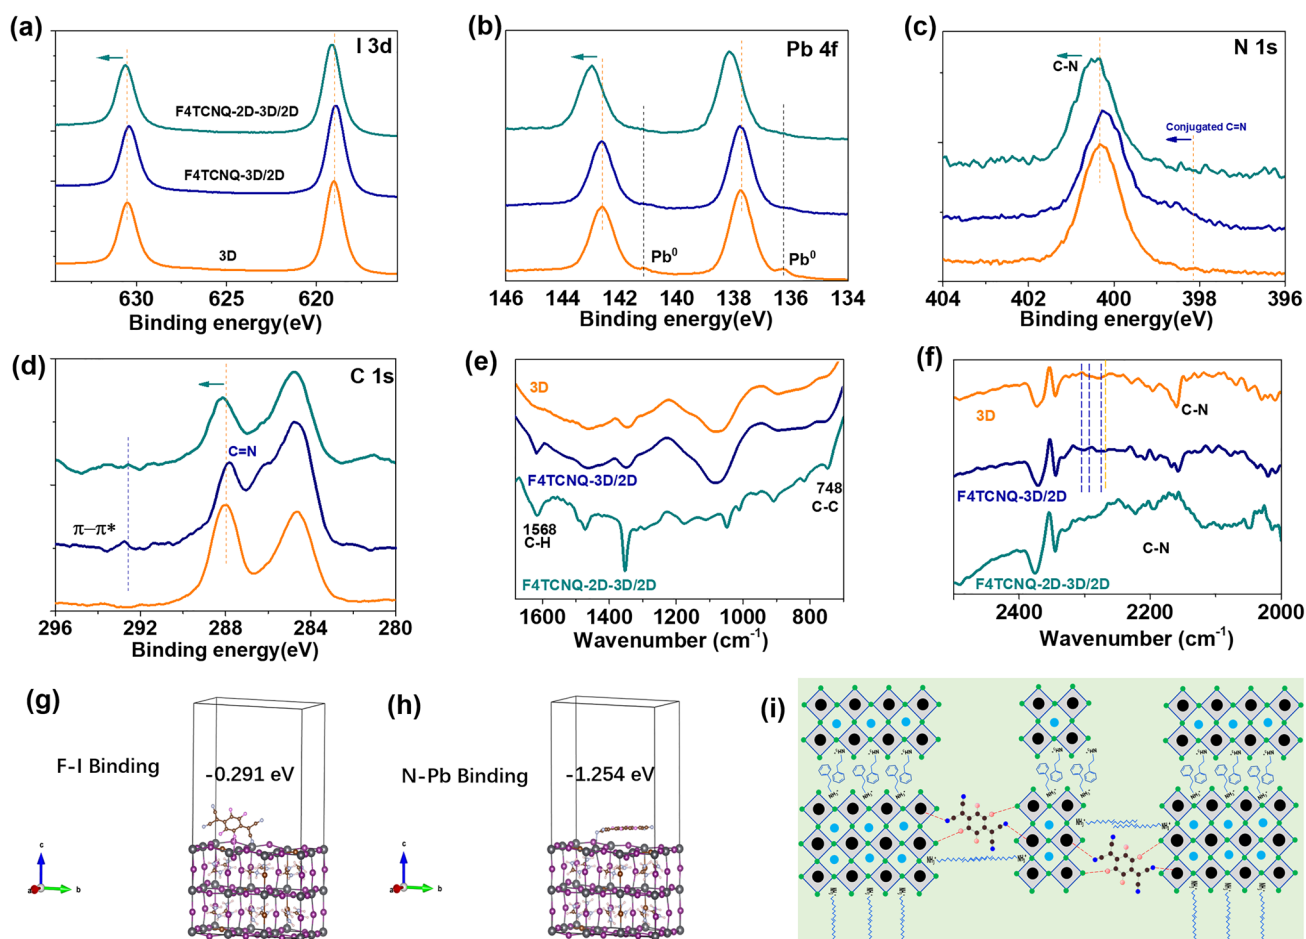 (a)
I 3d
F4TCNQ-2D-3D/2D
F4TCNQ-3D/2D
3D
630 625 620
Binding energy(eV)
(b)
Pb 4f
Pb⁰
Pb⁰
146 144 142 140 138 136 134
Binding energy(eV)
(c)
N 1s
C-N
Conjugated C=N
404 402 400 398 396
Binding energy(eV)
(d)
C 1s
C=N
π–π*
296 292 288 284 280
Binding energy(eV)
(e)
3D
F4TCNQ-3D/2D
748
C-C
1568
C-H
F4TCNQ-2D-3D/2D
1600 1400 1200 1000 800
Wavenumber (cm⁻¹)
(f)
3D
C-N
F4TCNQ-3D/2D
C-N
F4TCNQ-2D-3D/2D
2400 2200 2000
Wavenumber (cm⁻¹)
(g)
F-I Binding
-0.291 eV
c
a
b
(h)
N-Pb Binding
-1.254 eV
c
a
b
(i)